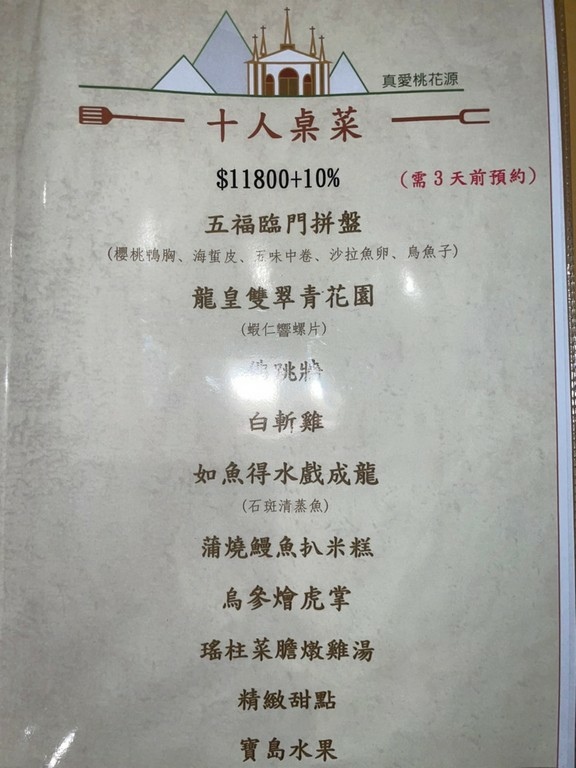 真愛桃花源
十人桌菜
$11800+10%
(需3天前預約)
五福臨門拼盤
(櫻桃鴨胸、海蜇皮、五味中卷、沙拉魚卵、烏魚子)
龍皇雙翠青花園
(蝦仁響螺片)
佛跳牆
白斬雞
如魚得水戲成龍
(石斑清蒸魚)
蒲燒鰻魚扒米糕
烏參燴虎掌
瑤柱菜膽燉雞湯
精緻甜點
寶島水果